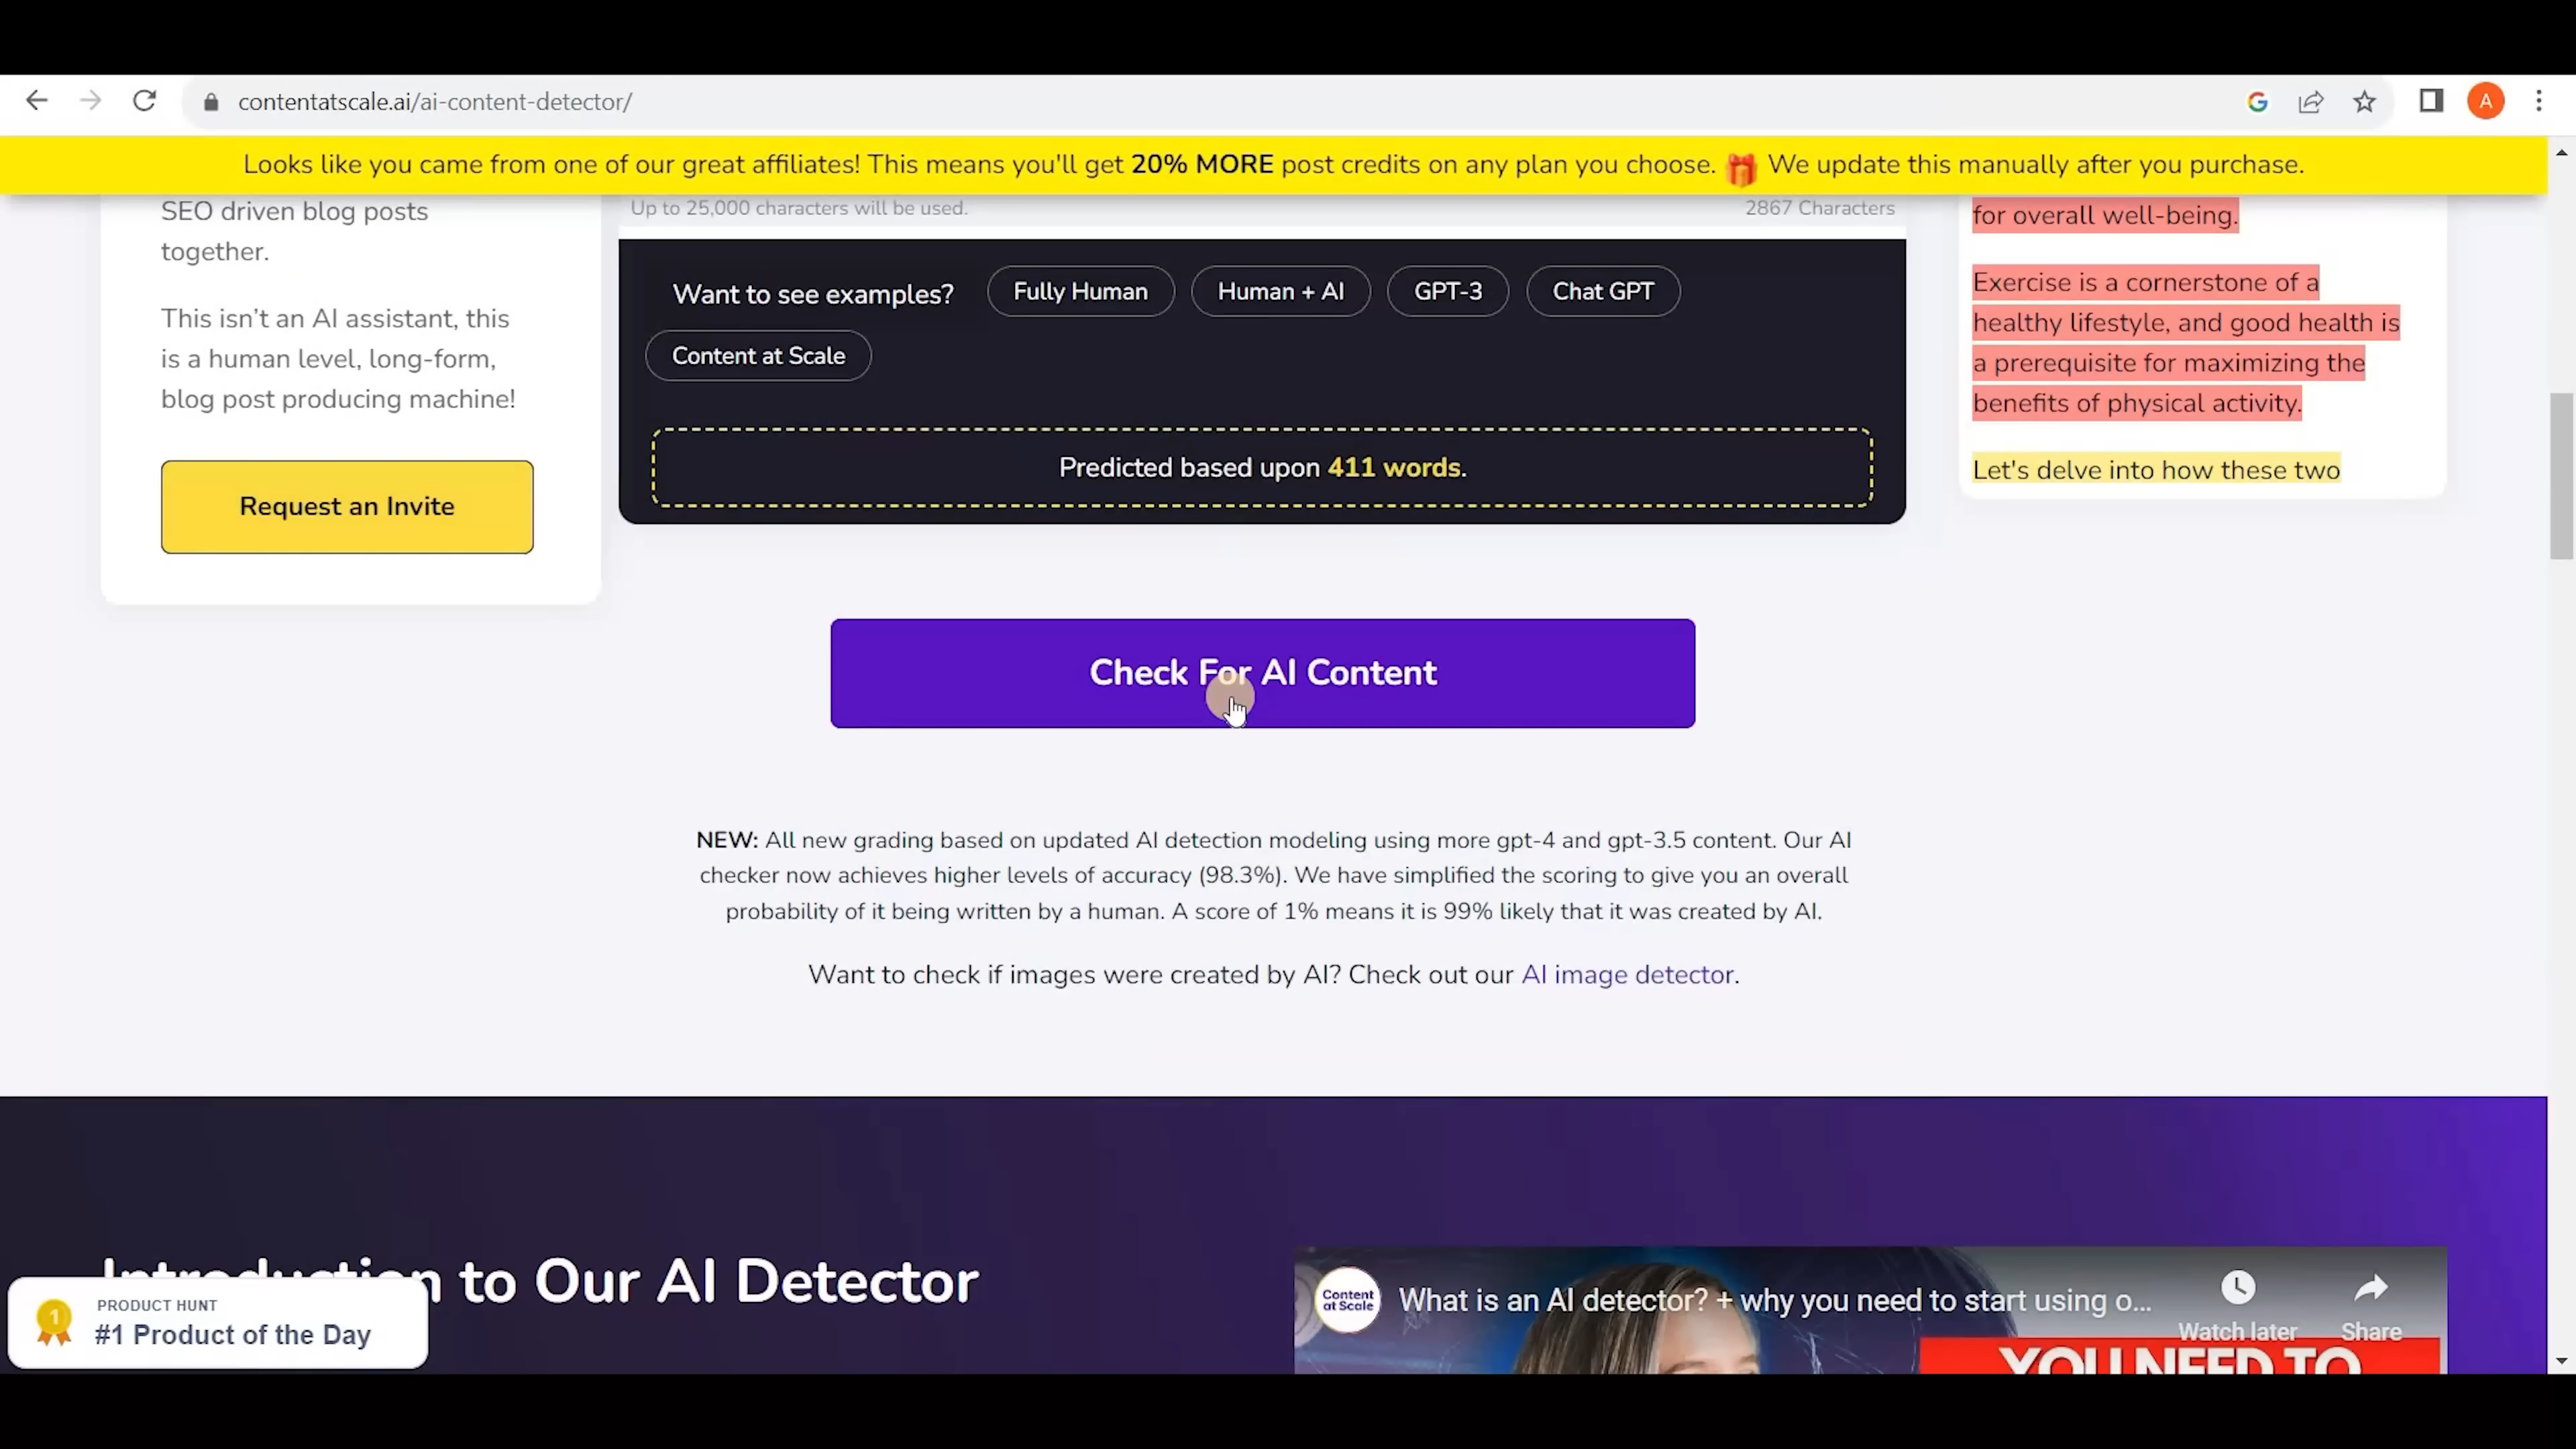 contentatscale.ai/ai-content-detector/
A
Looks like you came from one of our great affiliates! This means you'll get 20% MORE post credits on any plan you choose. We update this manually after you purchase.
SEO driven blog posts
together.
This isn't an AI assistant, this
is a human level, long-form,
blog post producing machine!
Request an Invite
Up to 25,000 characters will be used.
2867 Characters
Want to see examples?
Fully Human
Human + AI
GPT-3
Chat GPT
Content at Scale
Predicted based upon 411 words.
for overall well-being.
Exercise is a cornerstone of a
healthy lifestyle, and good health is
a prerequisite for maximizing the
benefits of physical activity.
Let's delve into how these two
Check For AI Content
NEW: All new grading based on updated AI detection modeling using more gpt-4 and gpt-3.5 content. Our AI
checker now achieves higher levels of accuracy (98.3%). We have simplified the scoring to give you an overall
probability of it being written by a human. A score of 1% means it is 99% likely that it was created by AI.
Want to check if images were created by AI? Check out our AI image detector.
Introduction to Our AI Detector
1
PRODUCT HUNT
#1 Product of the Day
Content
at Scale
What is an AI detector? + why you need to start using o...
Watch later
Share
YOU NEED TO